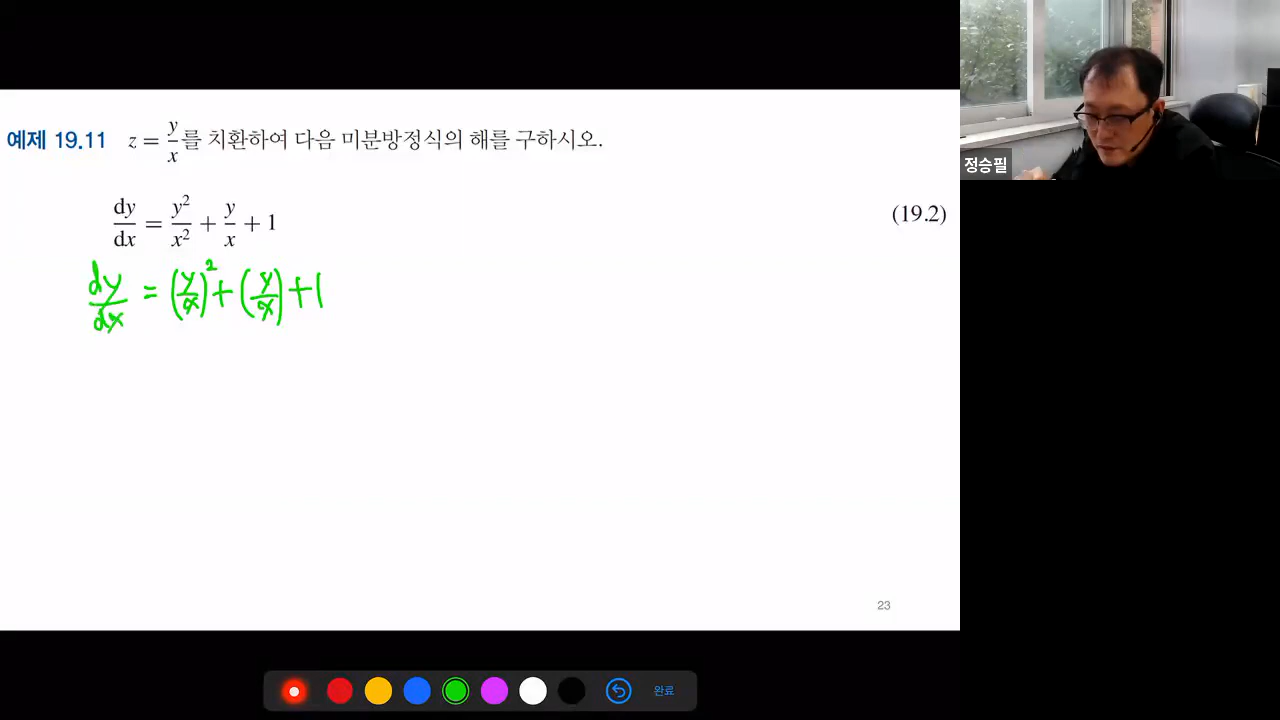 예제 19.11 z = y/x 를 치환하여 다음 미분방정식의 해를 구하시오.
dy/dx = y²/x² + y/x + 1 (19.2)
dy/dx = (y/x)² + (y/x) + 1
23
정승필
완료